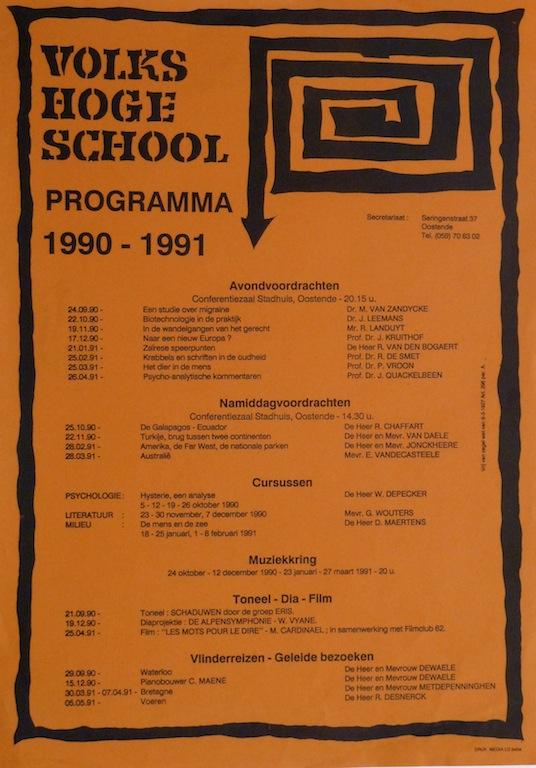 VOLKS
HOGE
SCHOOL
PROGRAMMA
1990 - 1991
Secretariaat : Seringenstraat 37
Oostende
Tel. (059) 70 63 02
Avondvoordrachten
Conferentiezaal Stadhuis, Oostende - 20.15 u.
24.09.90 - Een studie over migraine Dr. M. VAN ZANDYCKE
22.10.90 - Biotechnologie in de praktijk Dr. J. LEEMANS
19.11.90 - In de wandelgangen van het gerecht Mr. R. LANDUYT
17.12.90 - Naar een nieuw Europa ? Prof. Dr. J. KRUITHOF
21.01.91 - Zaïrese speerpunten De Heer R. VAN DEN BOGAERT
25.02.91 - Krabbels en schriften in de oudheid Prof. Dr. R. DE SMET
25.03.91 - Het dier in de mens Prof. Dr. P. VROON
26.04.91 - Psycho-analytische kommentaren Prof. Dr. J. QUACKELBEEN
Namiddagvoordrachten
Conferentiezaal Stadhuis, Oostende - 14.30 u.
25.10.90 - De Galapagos - Ecuador De Heer R. CHAFFART
22.11.90 - Turkije, brug tussen twee continenten De Heer en Mevr. VAN DAELE
28.02.91 - Amerika, de Far West, de nationale parken De Heer en Mevr. JONCKHEERE
28.03.91 - Australië Mevr. E. VANDECASTEELE
Cursussen
PSYCHOLOGIE : Hysterie, een analyse De Heer W. DEPECKER
5 - 12 - 19 - 26 oktober 1990
LITERATUUR : 23 - 30 november, 7 december 1990 Mevr. G. WOUTERS
MILIEU : De mens en de zee De Heer D. MAERTENS
18 - 25 januari, 1 - 8 februari 1991
Muziekkring
24 oktober - 12 december 1990 - 23 januari - 27 maart 1991 - 20 u.
Toneel - Dia - Film
21.09.90 - Toneel : SCHADUWEN door de groep ERIS.
19.12.90 - Diaprojektie : DE ALPENSYMPHONIE - W. VYANE.
25.04.91 - Film : "LES MOTS POUR LE DIRE" - M. CARDINAEL ; in samenwerking met Filmclub 62.
Vlinderreizen - Geleide bezoeken
29.09.90 - Waterloo De Heer en Mevrouw DEWAELE
15.12.90 - Pianobouwer C. MAENE De Heer en Mevrouw DEWAELE
30.03.91 - 07.04.91 - Bretagne De Heer en Mevrouw METDEPENNINGHEN
05.05.91 - Voeren De Heer R. DESNERCK